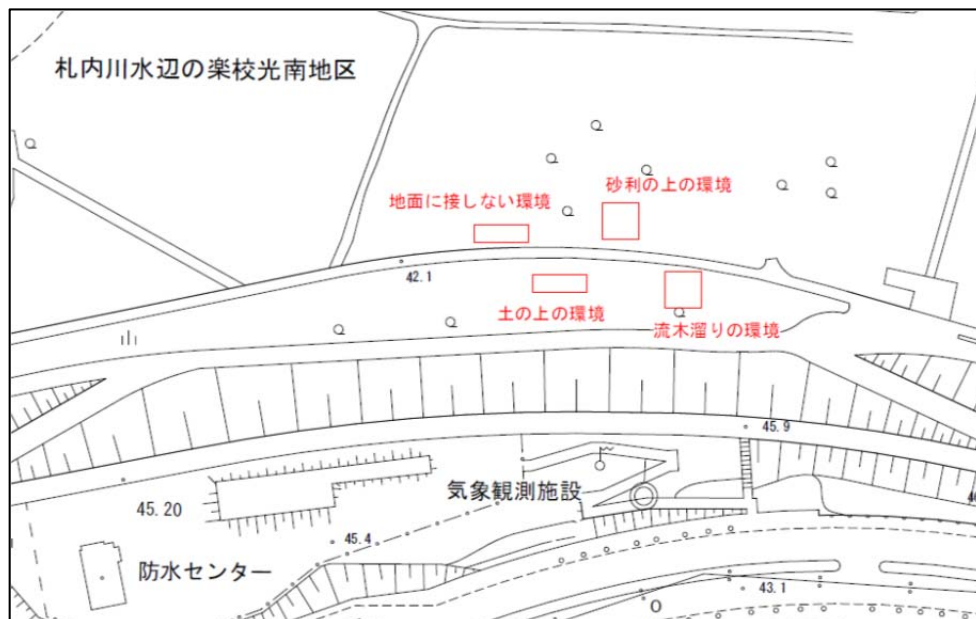 札内川水辺の楽校光南地区
砂利の上の環境
地面に接しない環境
42.1
土の上の環境
流木溜りの環境
45.9
気象観測施設
45.20
45.4
防水センター
43.1